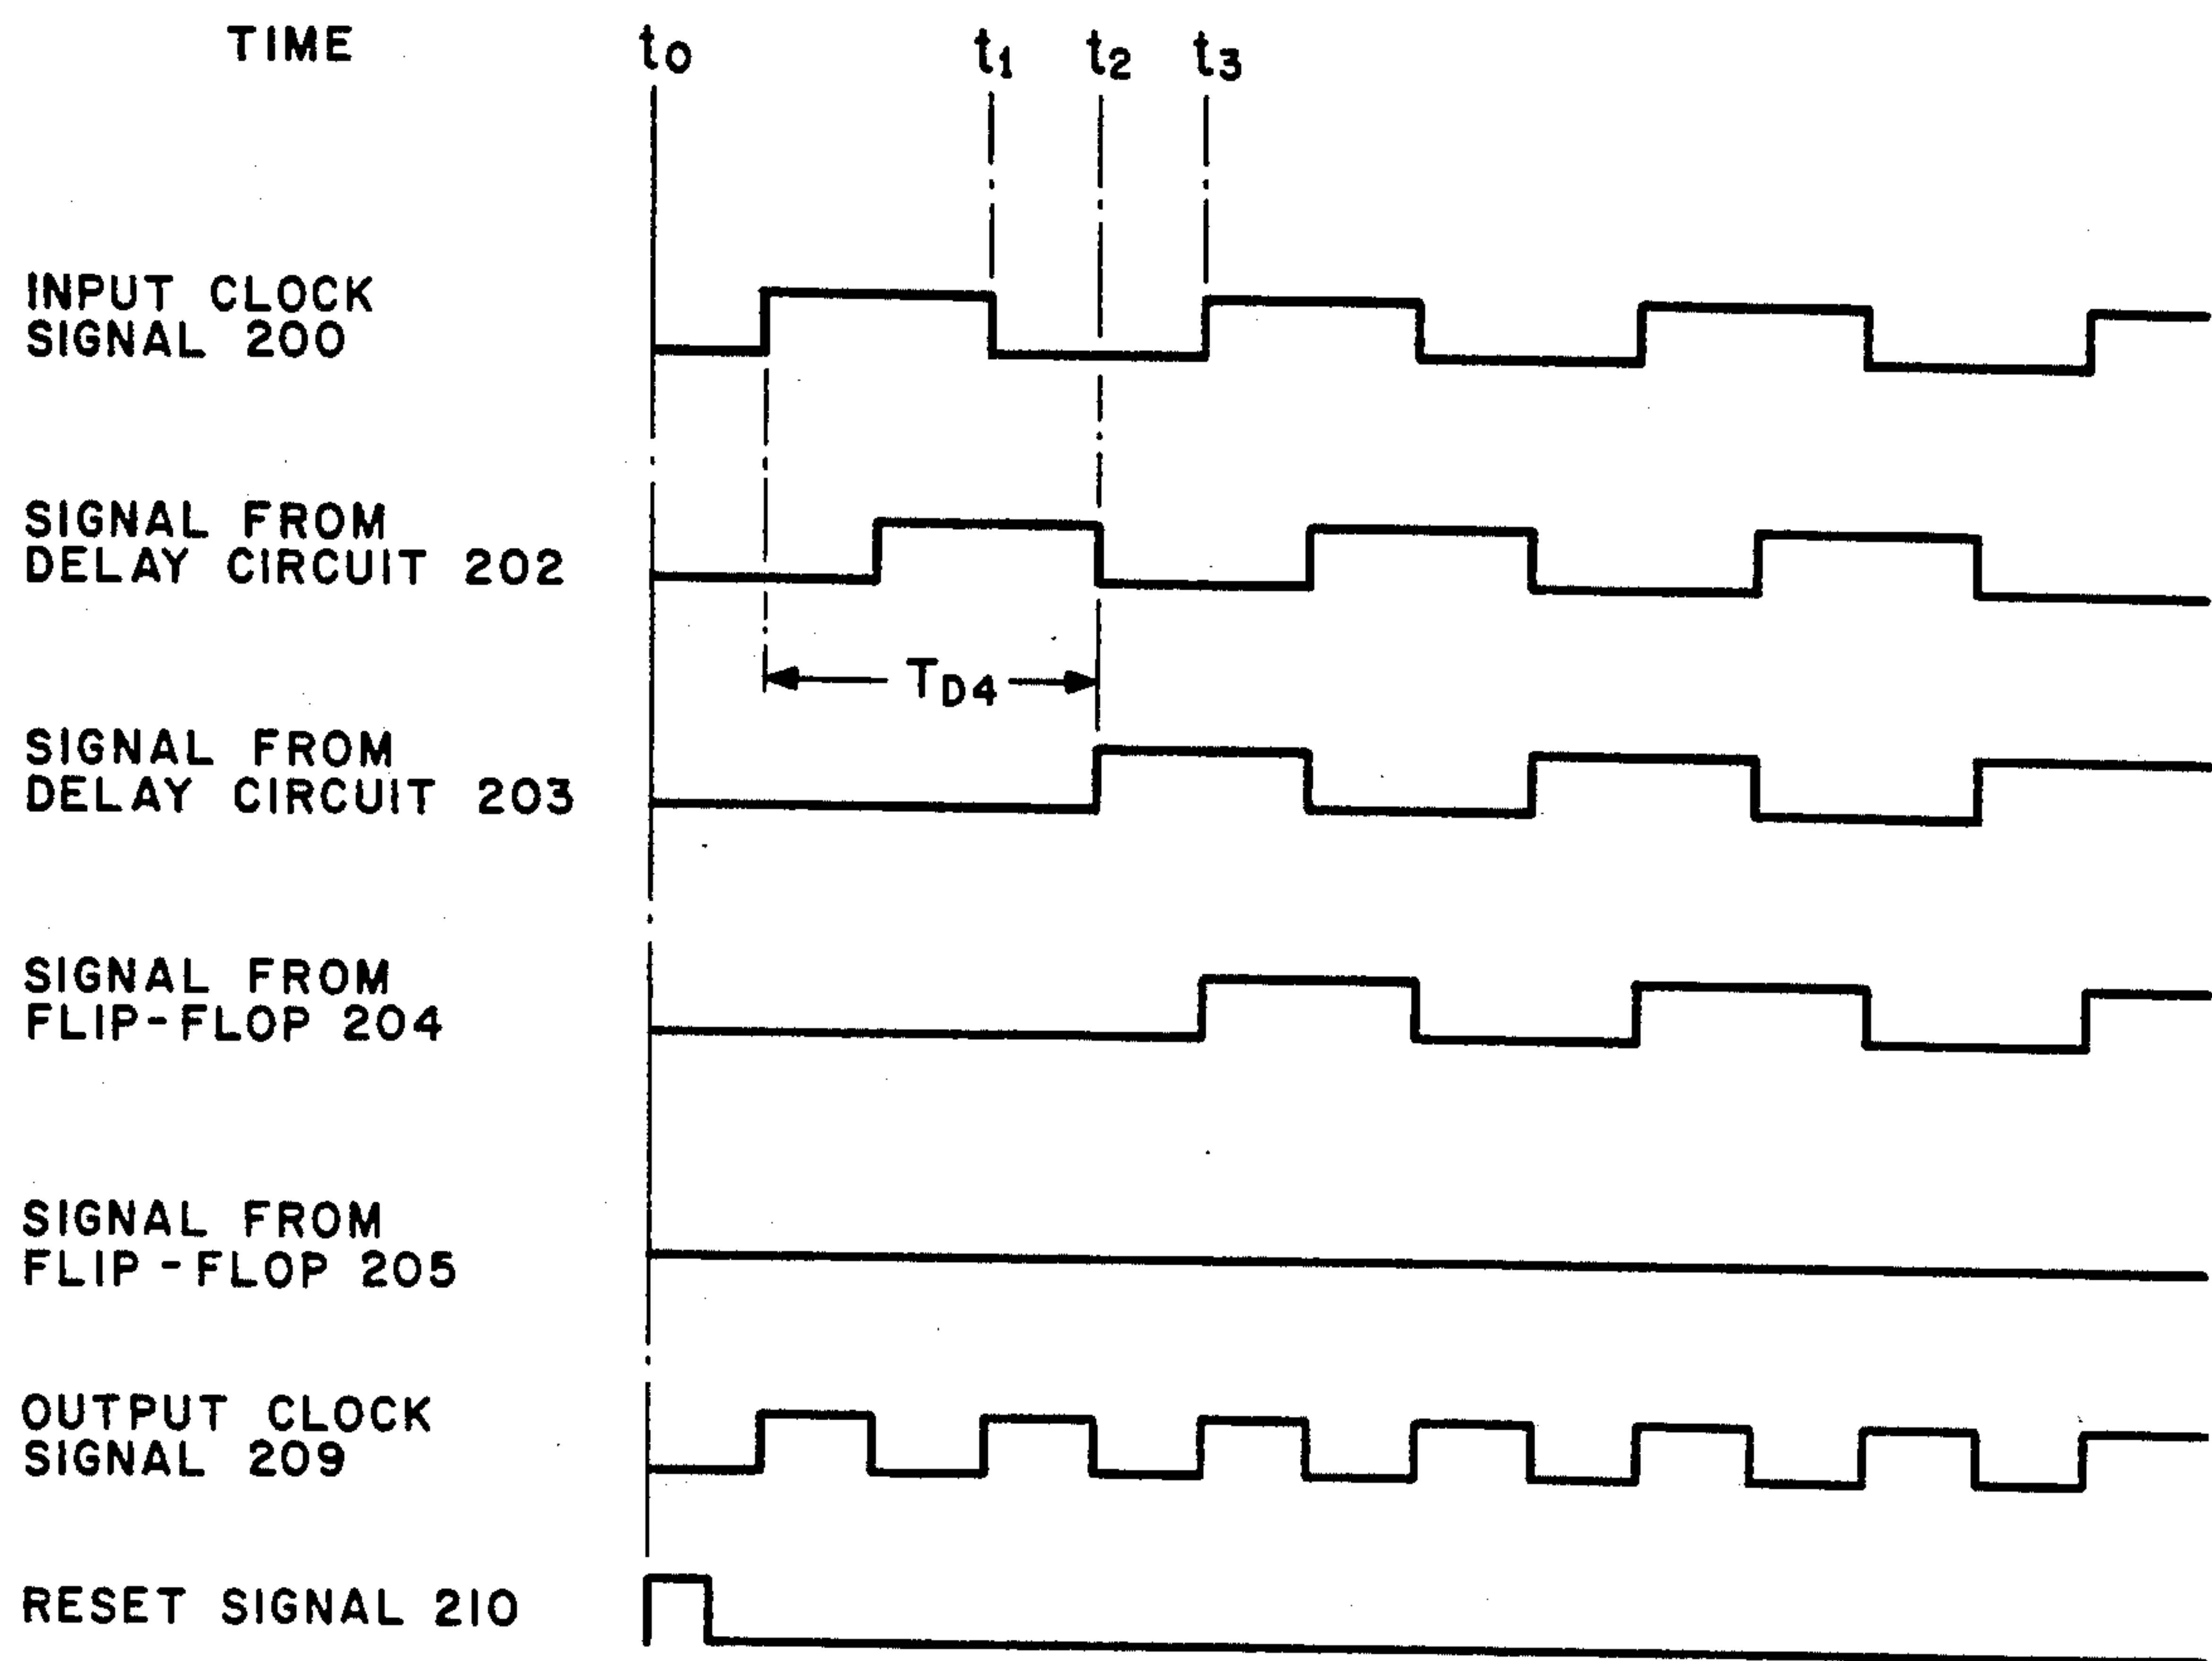 TIME t0 t1 t2 t3
INPUT CLOCK
SIGNAL 200
SIGNAL FROM
DELAY CIRCUIT 202
TD4
SIGNAL FROM
DELAY CIRCUIT 203
SIGNAL FROM
FLIP-FLOP 204
SIGNAL FROM
FLIP-FLOP 205
OUTPUT CLOCK
SIGNAL 209
RESET SIGNAL 210